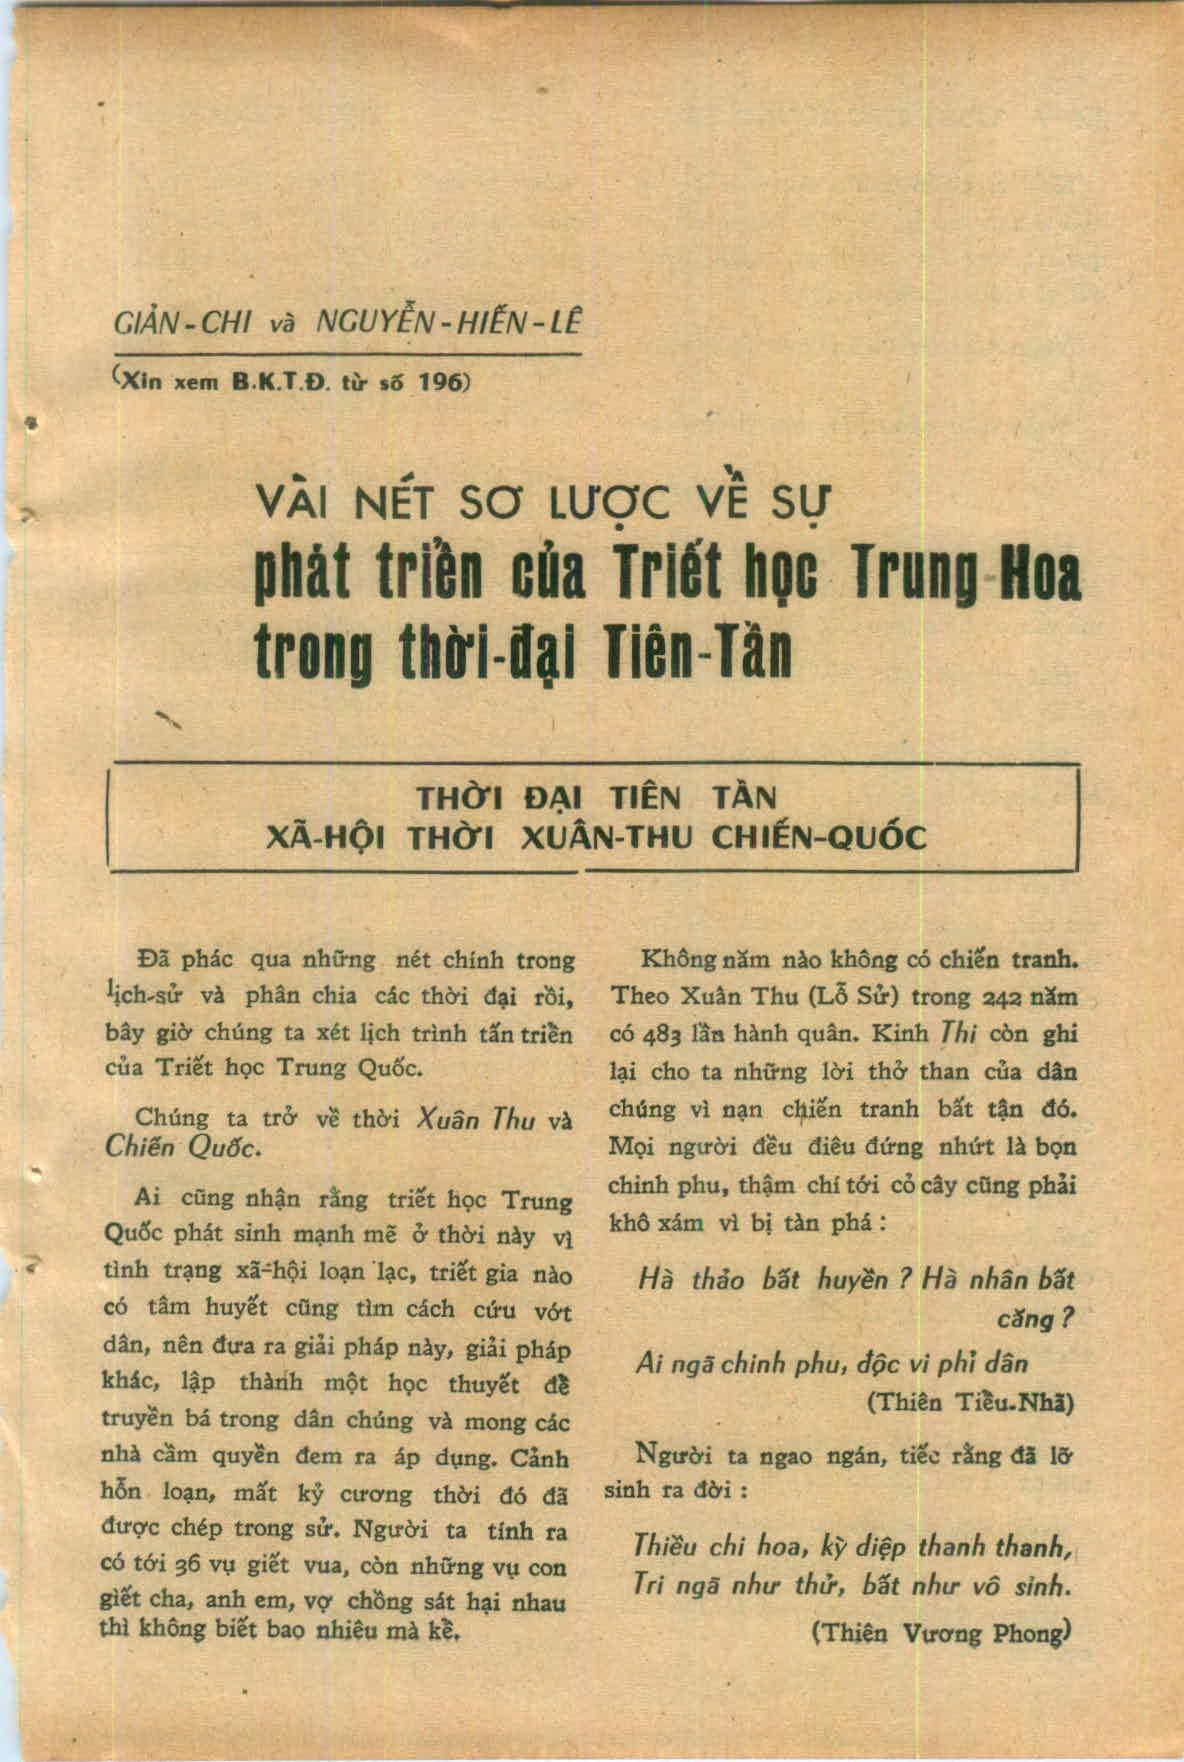 GIẢN-CHI và NGUYỄN-HIẾN-LÊ
(Xin xem B.K.T.Đ. từ số 196)
VÀI NÉT SƠ LƯỢC VỀ SỰ
phát triển của Triết học Trung Hoa
trong thời-đại Tiên-Tần
THỜI ĐẠI TIÊN TẦN
XÃ-HỘI THỜI XUÂN-THU CHIẾN-QUỐC
Đã phác qua những nét chính trong
lịch-sử và phân chia các thời đại rồi,
bây giờ chúng ta xét lịch trình tấn triển
của Triết học Trung Quốc.
Chúng ta trở về thời Xuân Thu và
Chiến Quốc.
Ai cũng nhận rằng triết học Trung
Quốc phát sinh mạnh mẽ ở thời này vị
tình trạng xã-hội loạn lạc, triết gia nào
có tâm huyết cũng tìm cách cứu vớt
dân, nên đưa ra giải pháp này, giải pháp
khác, lập thành một học thuyết để
truyền bá trong dân chúng và mong các
nhà cầm quyền đem ra áp dụng. Cảnh
hỗn loạn, mất kỷ cương thời đó đã
được chép trong sử. Người ta tính ra
có tới 36 vụ giết vua, còn những vụ con
giết cha, anh em, vợ chồng sát hại nhau
thì không biết bao nhiêu mà kể.
Không năm nào không có chiến tranh.
Theo Xuân Thu (Lỗ Sử) trong 242 năm
có 483 lần hành quân. Kinh Thi còn ghi
lại cho ta những lời thở than của dân
chúng vì nạn chiến tranh bất tận đó.
Mọi người đều điêu đứng nhứt là bọn
chinh phu, thậm chí tới cỏ cây cũng phải
khô xám vì bị tàn phá :
Hà thảo bất huyền ? Hà nhân bất
căng ?
Ai ngã chinh phu, độc vi phỉ dân
(Thiên Tiểu-Nhã)
Người ta ngao ngán, tiếc rằng đã lỡ
sinh ra đời :
Thiều chi hoa, kỳ diệp thanh thanh,
Tri ngã như thử, bất như vô sinh.
(Thiên Vương Phong)